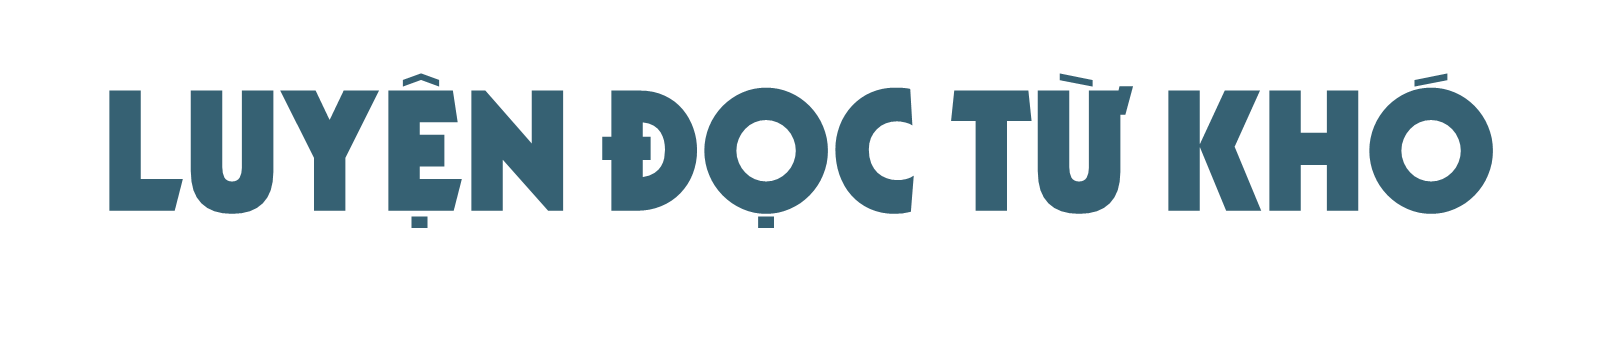 LUYỆN ĐỌC TỪ KHÓ